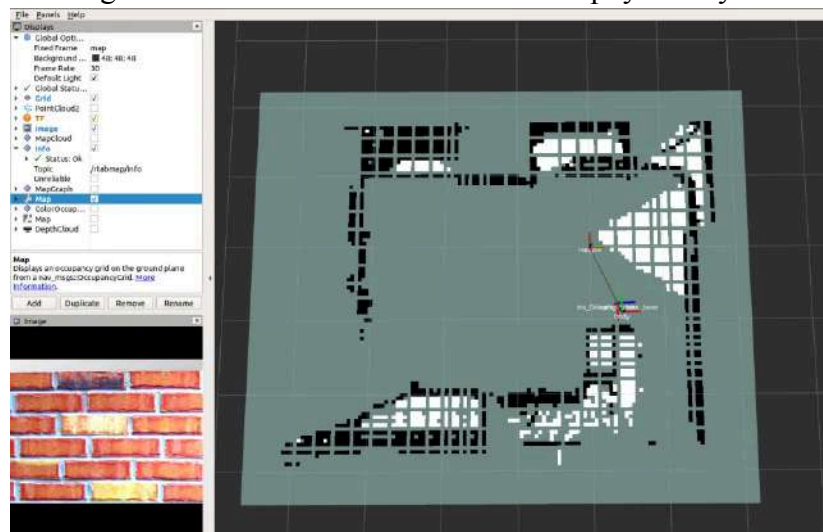 File Panels Help
Displays
Global Opti...
Fixed Frame map
Background ... 48; 48; 48
Frame Rate 30
Default Light
Global Statu...
Grid
PointCloud2
TF
Image
MapCloud
Info
Status: Ok
Topic /rtabmap/info
Unreliable
MapGraph
Map
ColorOccup...
Map
DepthCloud
Map
Displays an occupancy grid on the ground plane
from a nav_msgs::OccupancyGrid. More
Information.
Add Duplicate Remove Rename
Image